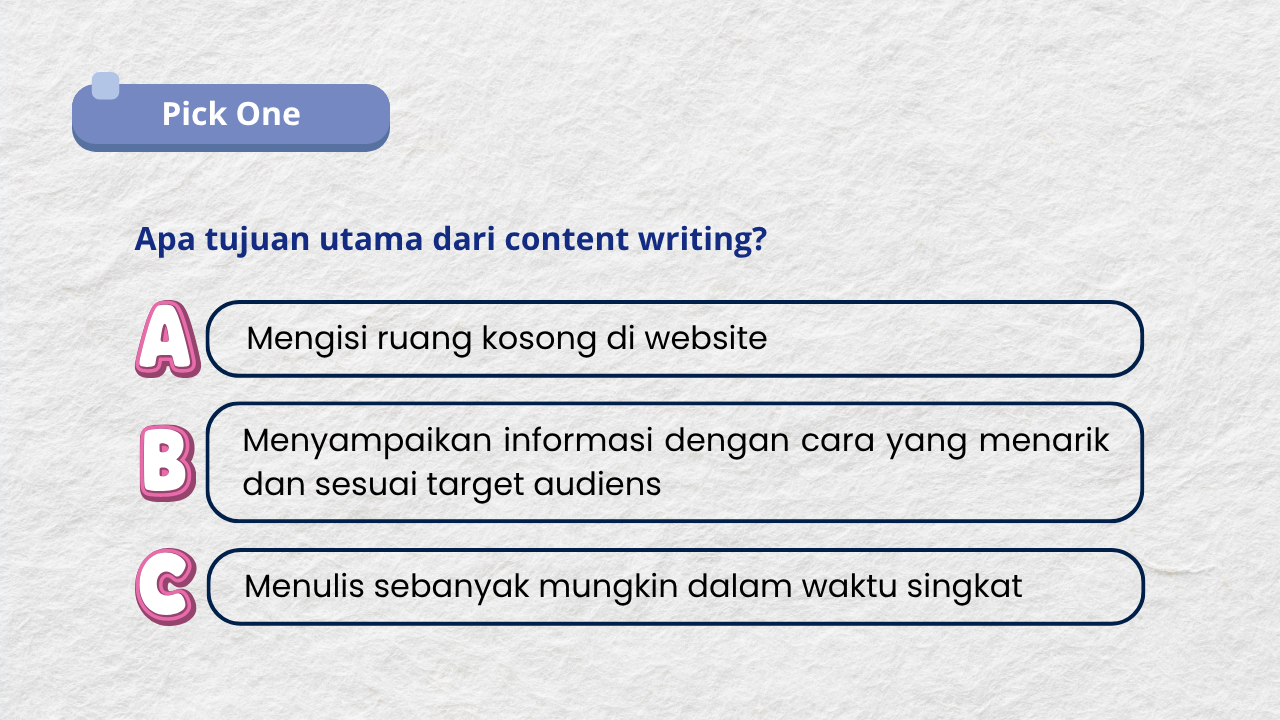 Pick One
Apa tujuan utama dari content writing?
A
Mengisi ruang kosong di website
B
Menyampaikan informasi dengan cara yang menarik
dan sesuai target audiens
C
Menulis sebanyak mungkin dalam waktu singkat